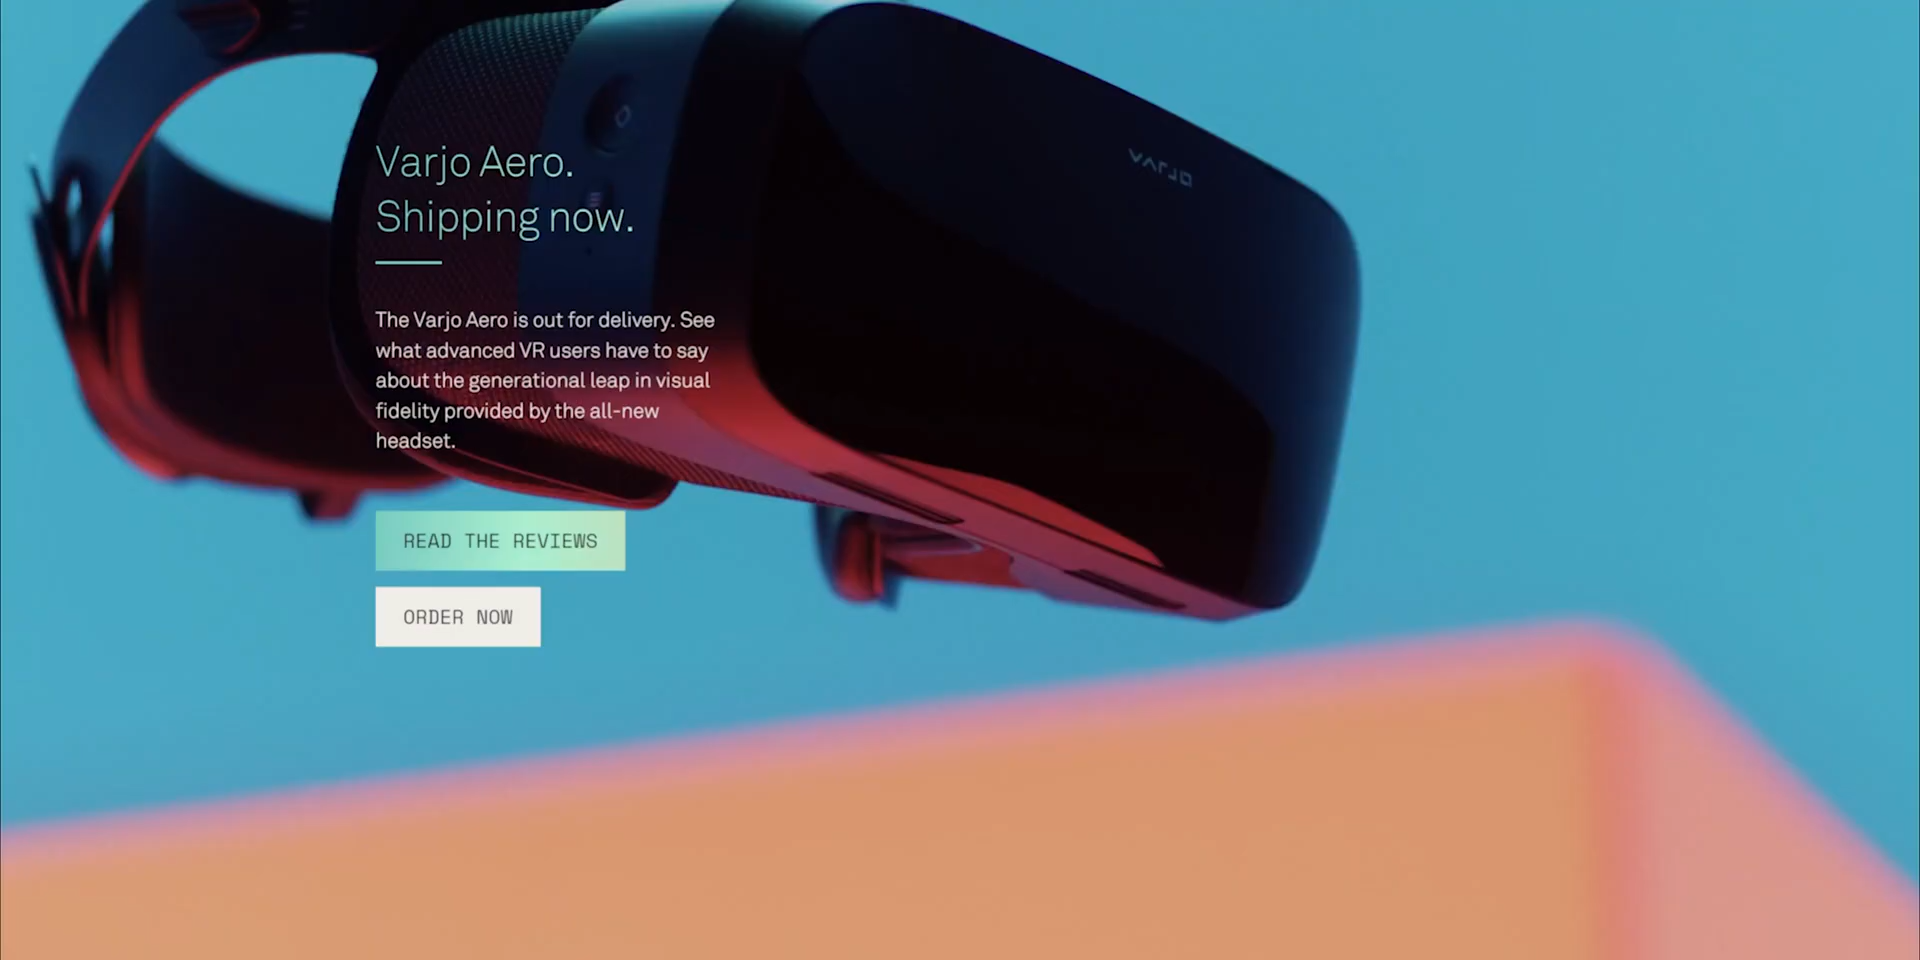 VARJO
Varjo Aero.
Shipping now.
The Varjo Aero is out for delivery. See
what advanced VR users have to say
about the generational leap in visual
fidelity provided by the all-new
headset.
READ THE REVIEWS
ORDER NOW